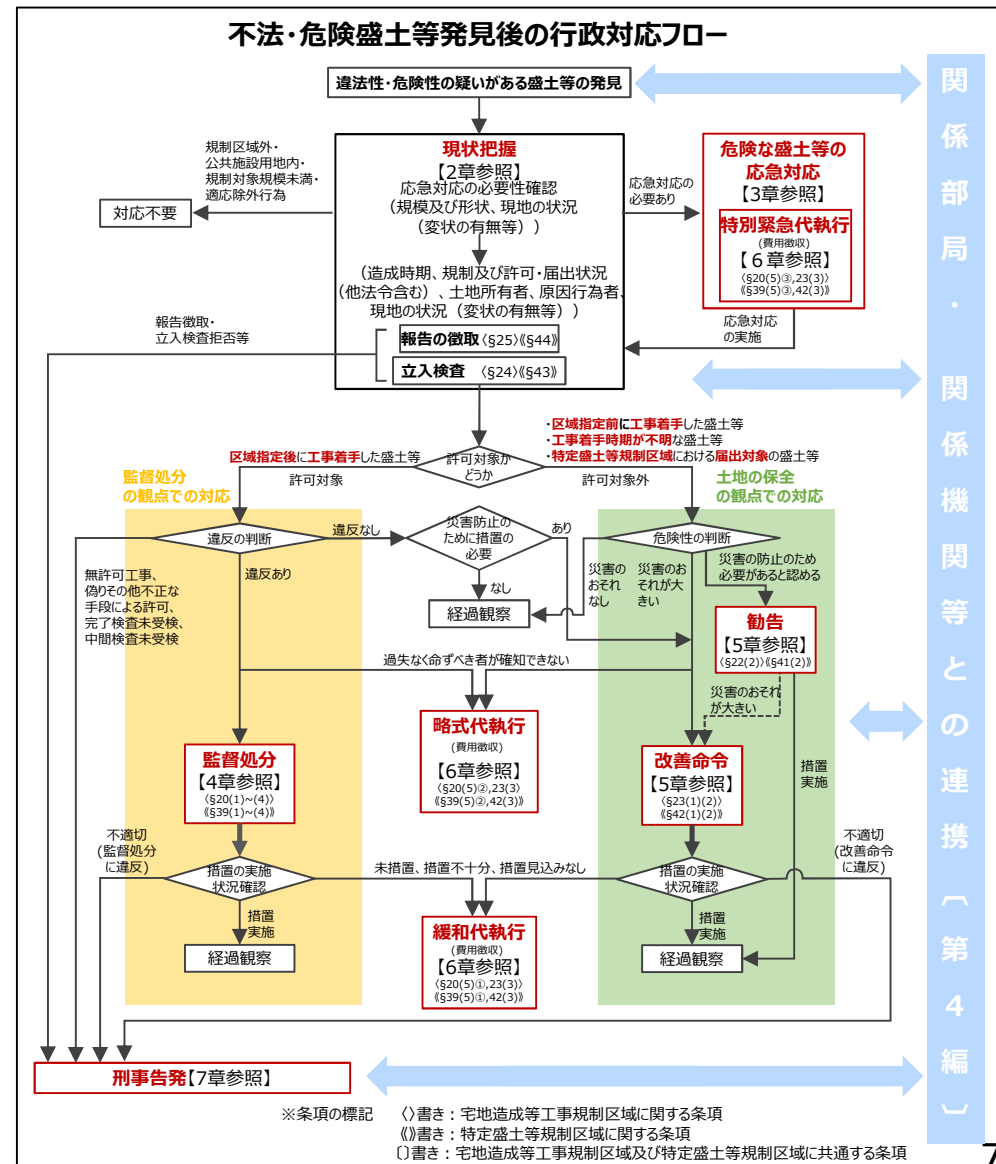 不法・危険盛土等発見後の行政対応フロー
違法性・危険性の疑いがある盛土等の発見
現状把握
【2章参照】
応急対応の必要性確認
(規模及び形状、現地の状況
(変状の有無等))
(造成時期、規制及び許可・届出状況
(他法令含む)、土地所有者、原因行為者、
現地の状況(変状の有無等))
報告の徴取〈§25〉《§44》
立入検査 〈§24〉《§43》
規制区域外・
公共施設用地内・
規制対象規模未満・
適応除外行為
対応不要
応急対応の
必要あり
危険な盛土等の
応急対応
【3章参照】
特別緊急代執行
(費用徴収)
【6章参照】
〈§20(5)③,23(3)〉
《§39(5)③,42(3)》
応急対応
の実施
報告徴取・
立入検査拒否等
区域指定後に工事着手した盛土等
許可対象
許可対象か
どうか
・区域指定前に工事着手した盛土等
・工事着手時期が不明な盛土等
・特定盛土等規制区域における届出対象の盛土等
許可対象外
監督処分
の観点での対応
土地の保全
の観点での対応
違反の判断
違反なし
災害防止の
ために措置の
必要
あり
危険性の判断
無許可工事、
偽りその他不正な
手段による許可、
完了検査未受検、
中間検査未受検
違反あり
なし
経過観察
災害の
おそれ
なし
災害のお
それが大
きい
災害の防止のため
必要があると認める
勧告
【5章参照】
〈§22(2)〉《§41(2)》
過失なく命ずべき者が確知できない
災害のおそれ
が大きい
略式代執行
(費用徴収)
【6章参照】
〈§20(5)②,23(3)
《§39(5)②,42(3)》
監督処分
【4章参照】
〈§20(1)~(4)〉
《§39(1)~(4)》
改善命令
【5章参照】
〈§23(1)(2)〉
《§42(1)(2)》
措置
実施
不適切
(監督処分
に違反)
措置の実施
状況確認
未措置、措置不十分、措置見込みなし
措置の実施
状況確認
不適切
(改善命令
に違反)
措置
実施
経過観察
緩和代執行
(費用徴収)
【6章参照】
〈§20(5)①,23(3)〉
《§39(5)①,42(3)》
措置
実施
経過観察
刑事告発【7章参照】
関係部局・関係機関等との連携〔第4編〕
※条項の標記 〈〉書き:宅地造成等工事規制区域に関する条項
《》書き:特定盛土等規制区域に関する条項
〔〕書き:宅地造成等工事規制区域及び特定盛土等規制区域に共通する条項
7